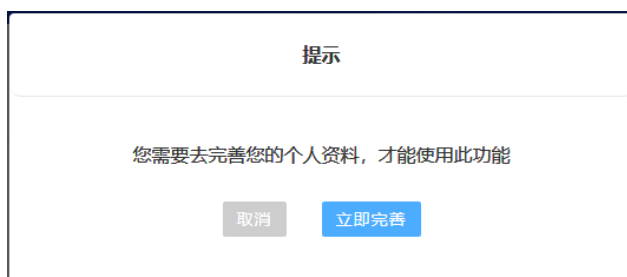 提示
您需要去完善您的个人资料，才能使用此功能
取消
立即完善